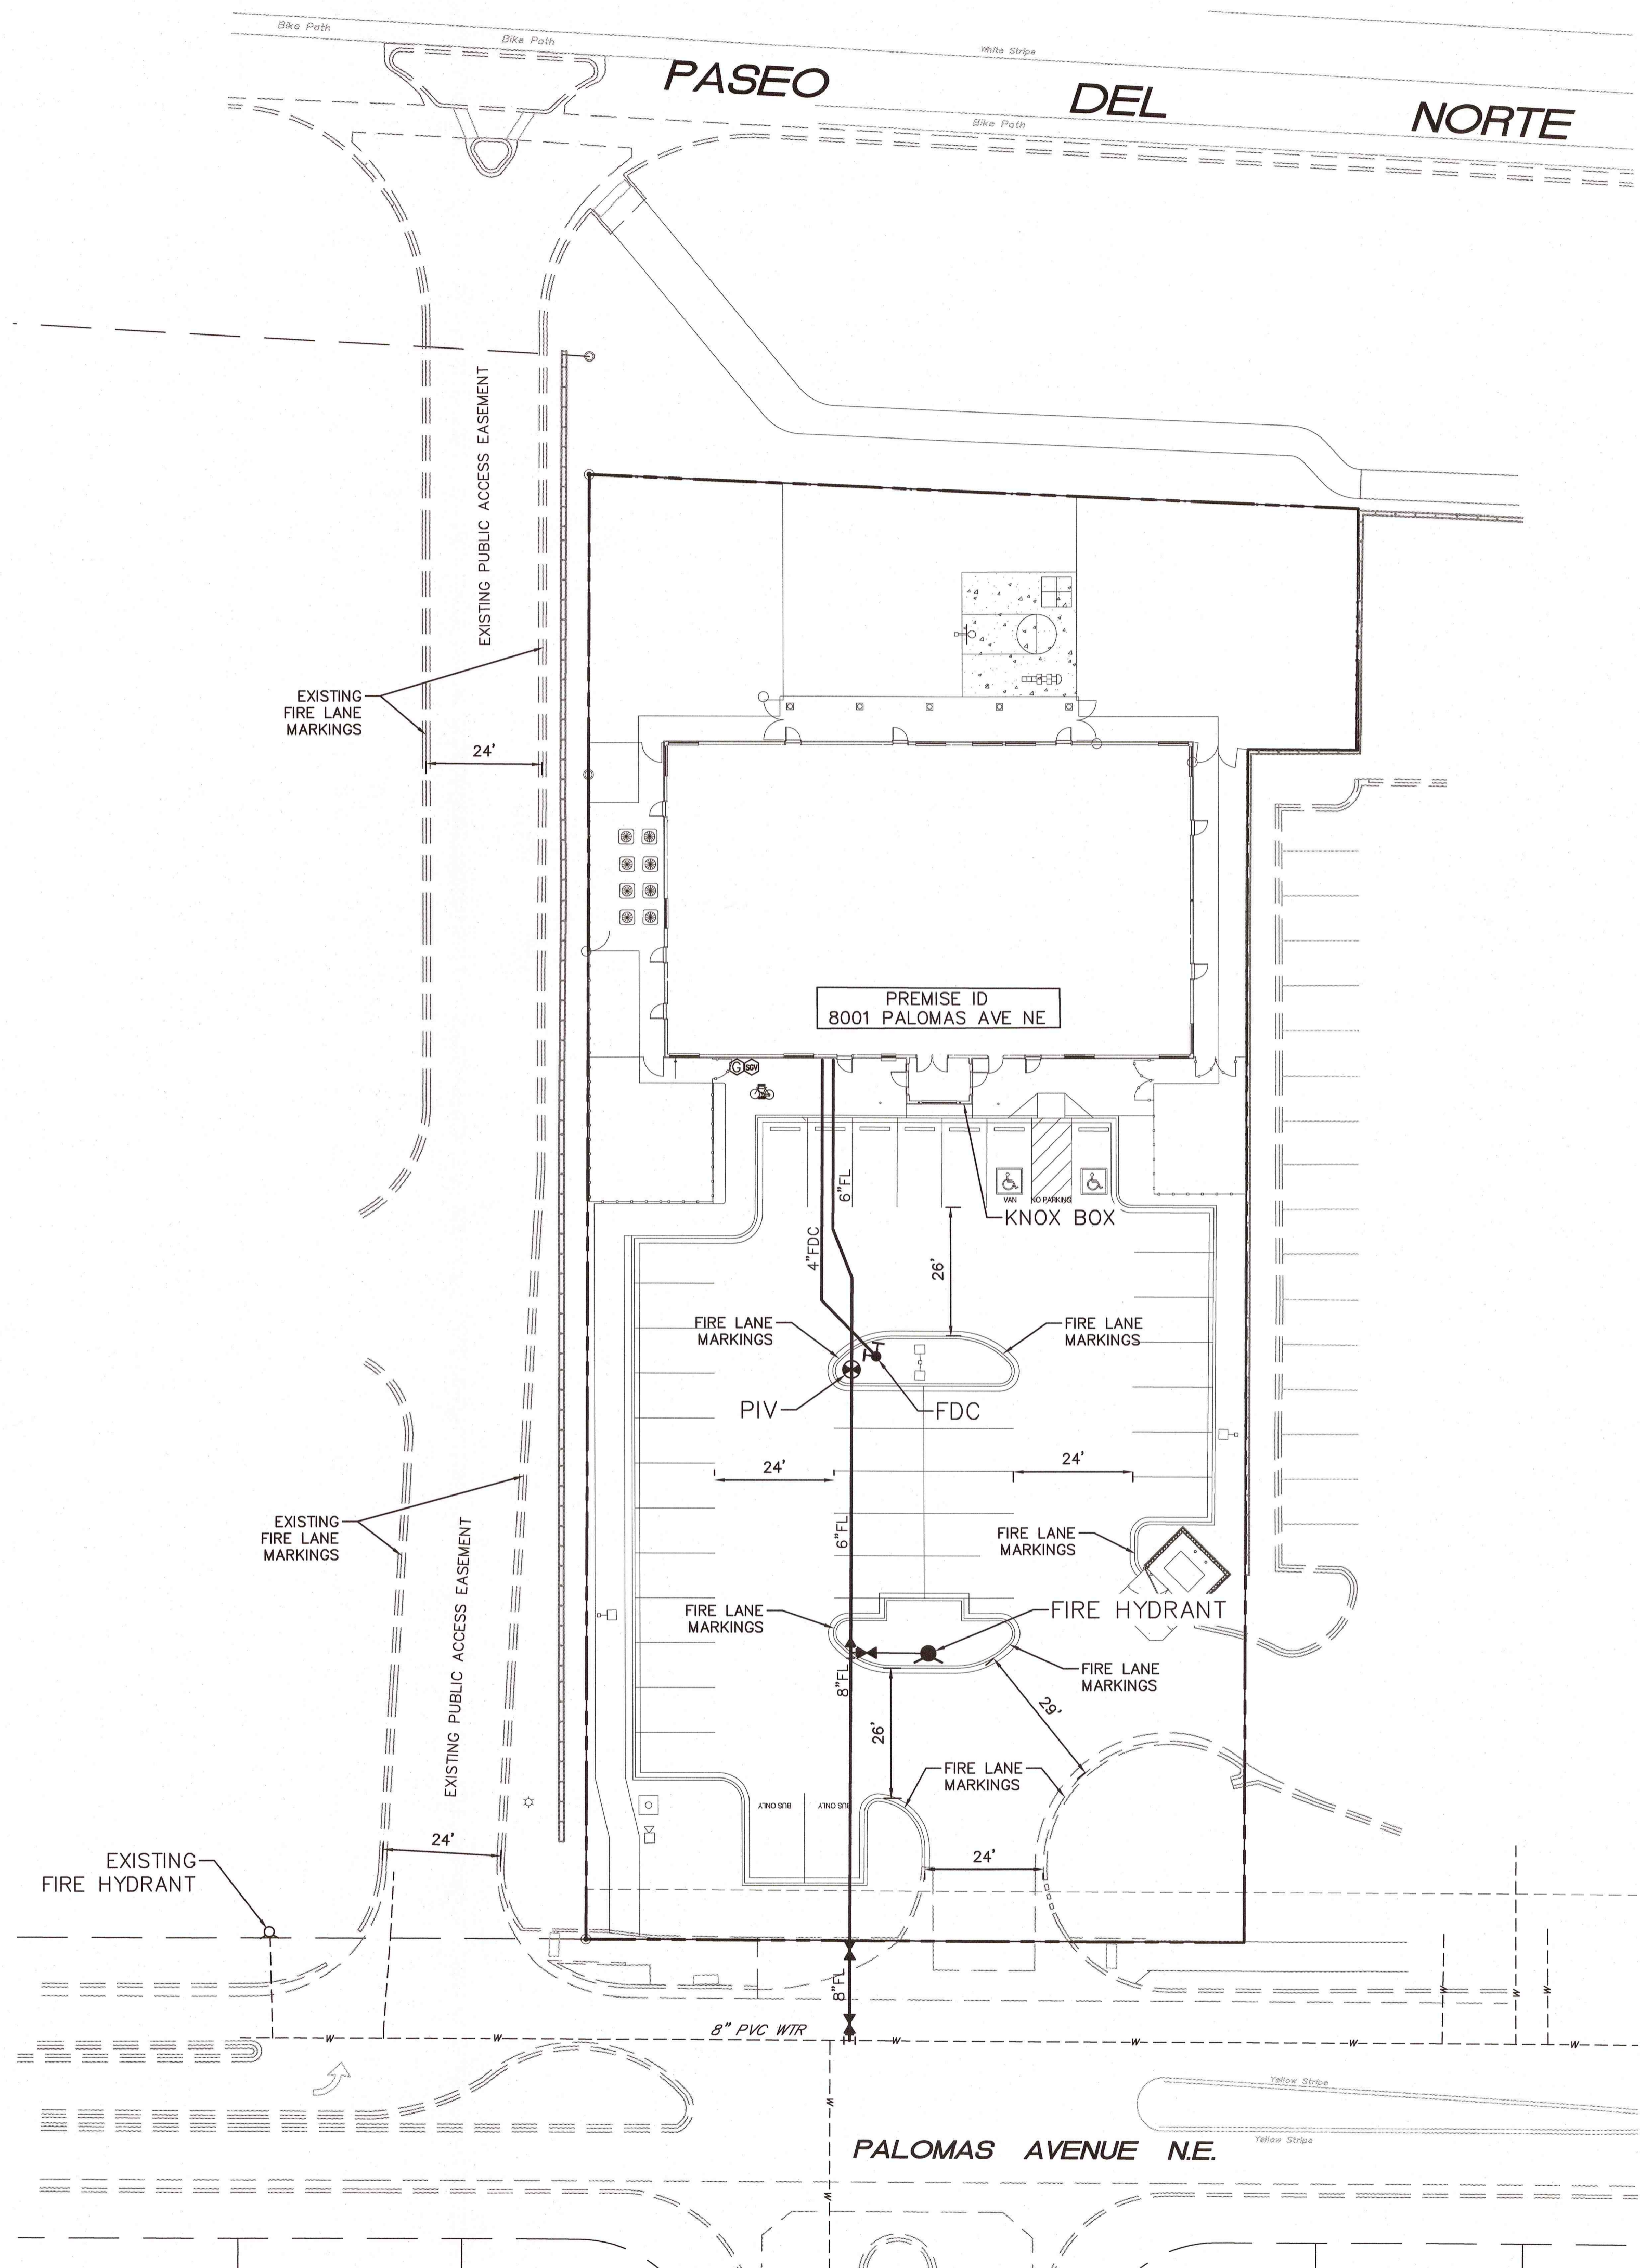 Bike Path
Bike Path
White Stripe
PASEO DEL NORTE
Bike Path
EXISTING PUBLIC ACCESS EASEMENT
EXISTING
FIRE LANE
MARKINGS
24'
PREMISE ID
8001 PALOMAS AVE NE
G
SGV
6"FL
VAN
NO PARKING
KNOX BOX
4"FDC
26'
FIRE LANE
MARKINGS
FIRE LANE
MARKINGS
PIV
FDC
24'
24'
EXISTING
FIRE LANE
MARKINGS
6"FL
FIRE LANE
MARKINGS
EXISTING PUBLIC ACCESS EASEMENT
FIRE LANE
MARKINGS
FIRE HYDRANT
8"FL
FIRE LANE
MARKINGS
29'
26'
FIRE LANE
MARKINGS
BUS ONLY
BUS ONLY
24'
24'
EXISTING
FIRE HYDRANT
8"FL
W
W
W
8" PVC WTR
W
W
W
W
W
W
W
Yellow Stripe
Yellow Stripe
PALOMAS AVENUE N.E.
W